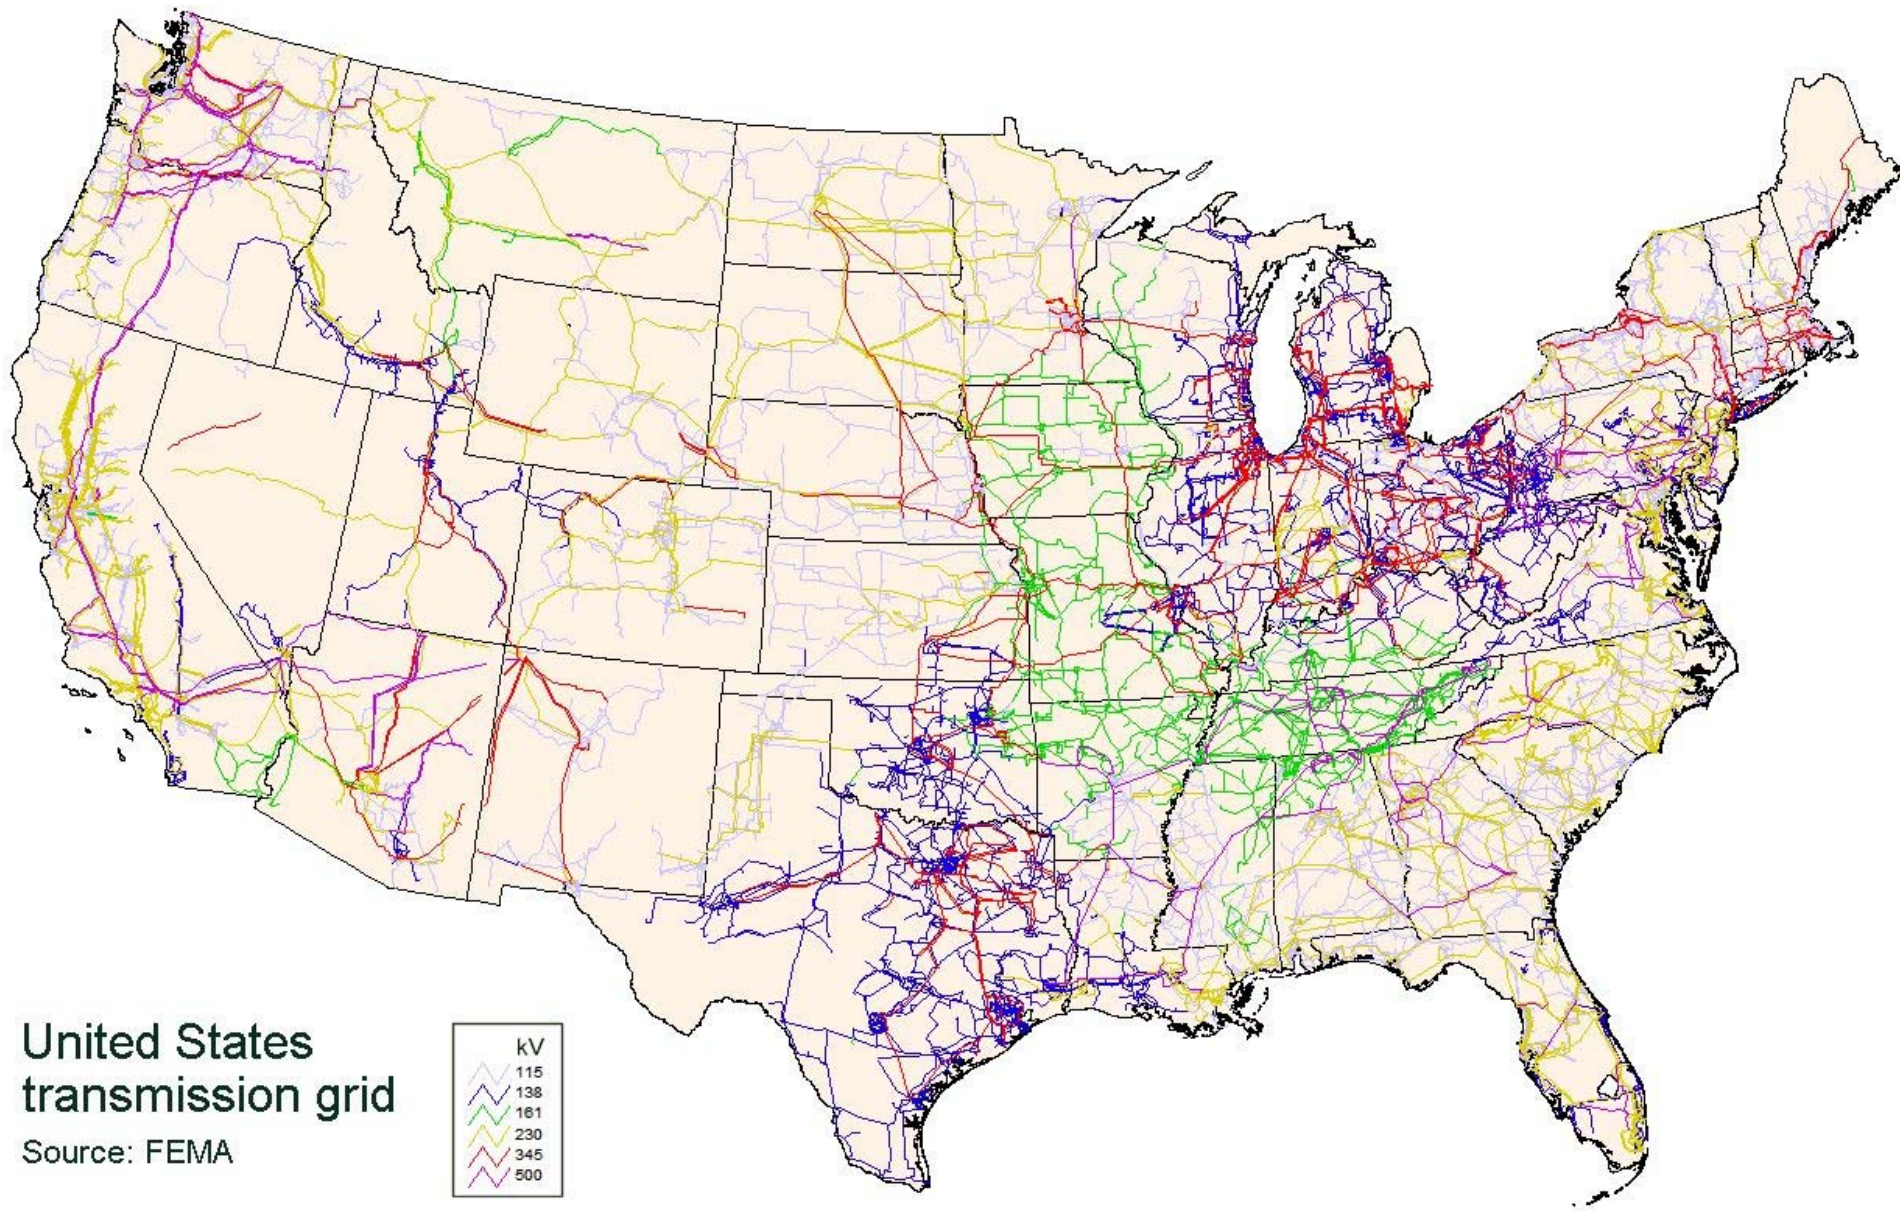 United States
transmission grid
Source: FEMA
kV
115
138
161
230
345
500